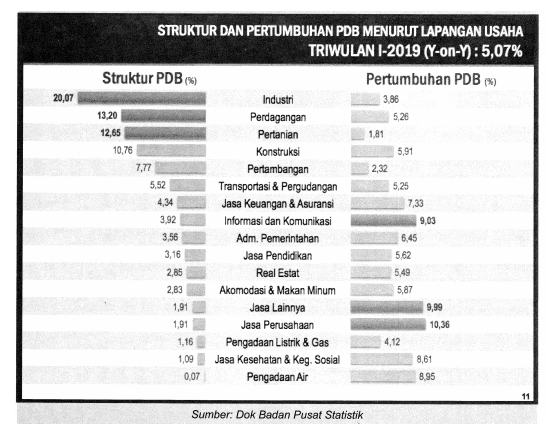 STRUKTUR DAN PERTUMBUHAN PDB MENURUT LAPANGAN USAHA
TRIWULAN I-2019 (Y-on-Y) : 5,07%
Struktur PDB (%) Pertumbuhan PDB (%)
20,07 Industri 3,86
13,20 Perdagangan 5,26
12,65 Pertanian 1,81
10,76 Konstruksi 5,91
7,77 Pertambangan 2,32
5,52 Transportasi & Pergudangan 5,25
4,34 Jasa Keuangan & Asuransi 7,33
3,92 Informasi dan Komunikasi 9,03
3,56 Adm. Pemerintahan 6,45
3,16 Jasa Pendidikan 5,62
2,85 Real Estat 5,49
2,83 Akomodasi & Makan Minum 5,87
1,91 Jasa Lainnya 9,99
1,91 Jasa Perusahaan 10,36
1,16 Pengadaan Listrik & Gas 4,12
1,09 Jasa Kesehatan & Keg. Sosial 8,61
0,07 Pengadaan Air 8,95
11
Sumber: Dok Badan Pusat Statistik